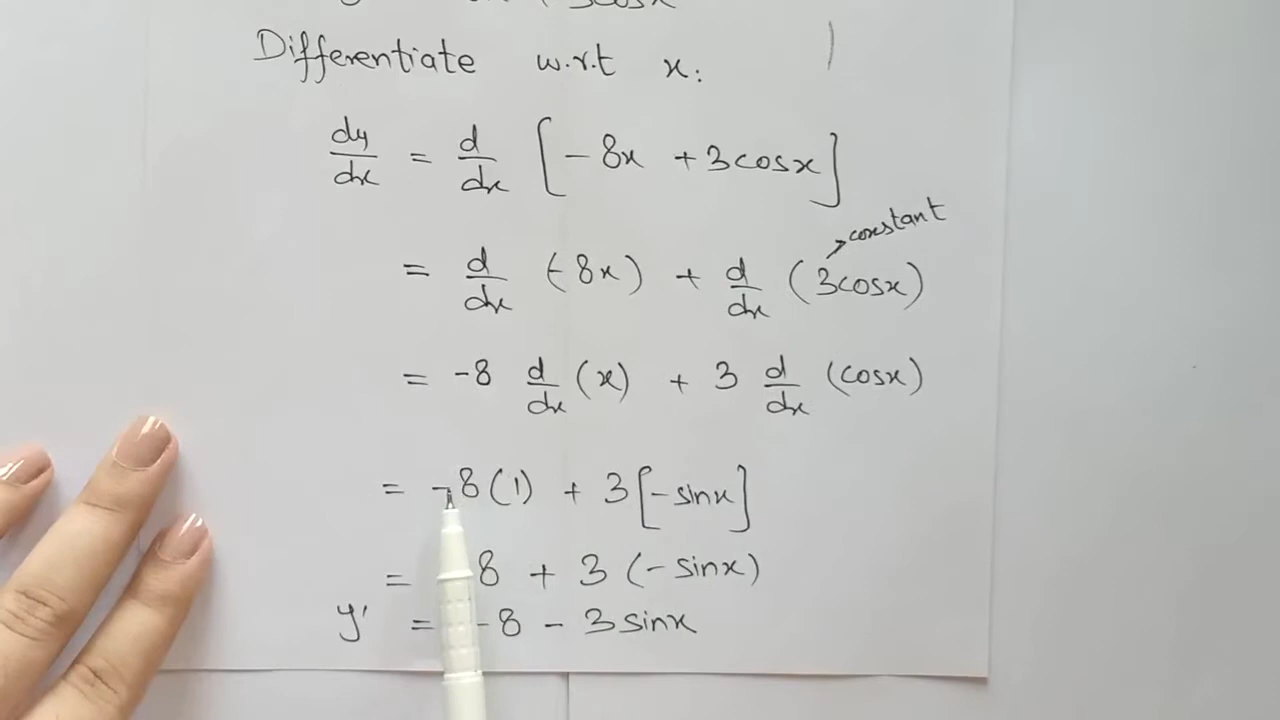 3cosx
Differentiate w.r.t x:
dy/dx = d/dx [-8x + 3cosx]
constant
= d/dx (-8x) + d/dx (3cosx)
= -8 d/dx (x) + 3 d/dx (cosx)
= -8(1) + 3[-sinx]
= 8 + 3(-sinx)
y' = -8 - 3sinx